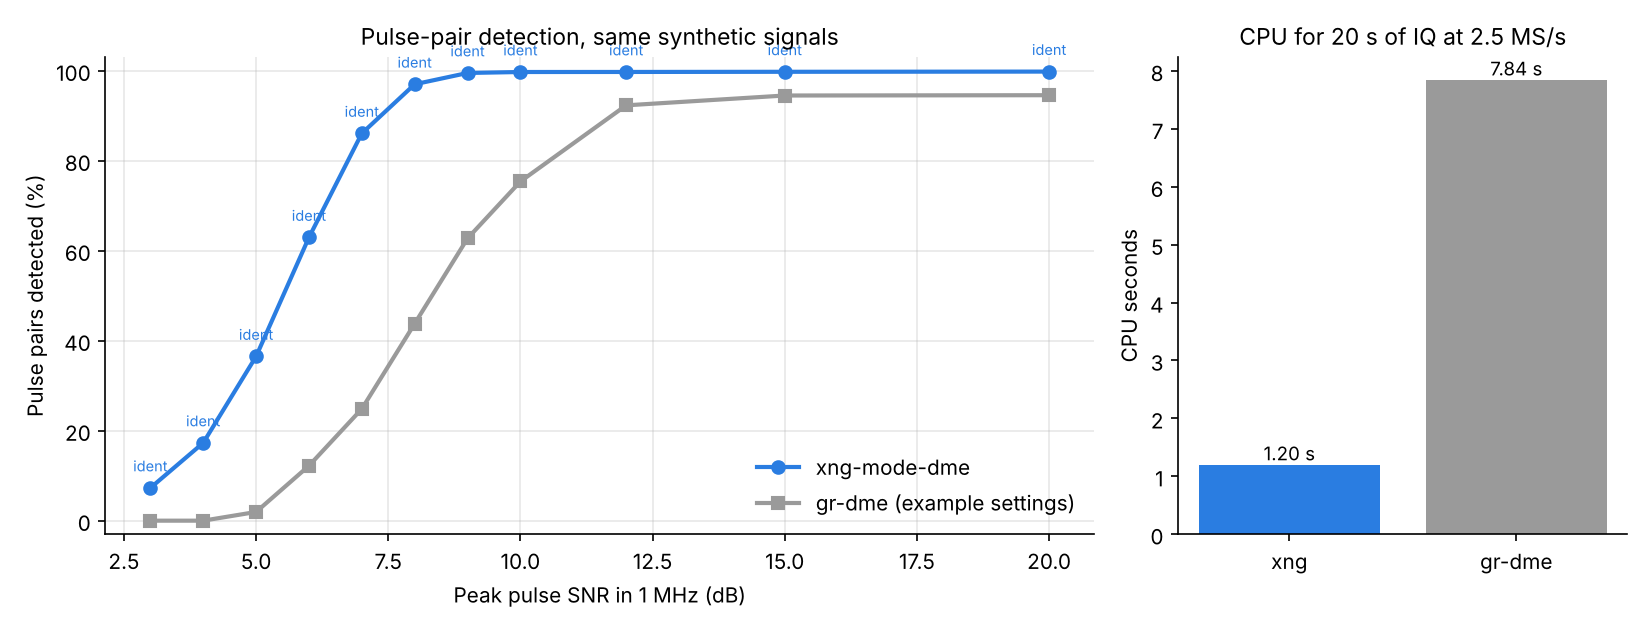 Pulse-pair detection, same synthetic signals
ident ident ident ident ident
ident
ident
ident
ident
ident
ident
100
80
60
40
20
0
Pulse pairs detected (%)
xng-mode-dme
gr-dme (example settings)
2.5 5.0 7.5 10.0 12.5 15.0 17.5 20.0
Peak pulse SNR in 1 MHz (dB)
CPU for 20 s of IQ at 2.5 MS/s
8
7
6
5
4
3
2
1
0
CPU seconds
7.84 s
1.20 s
xng gr-dme